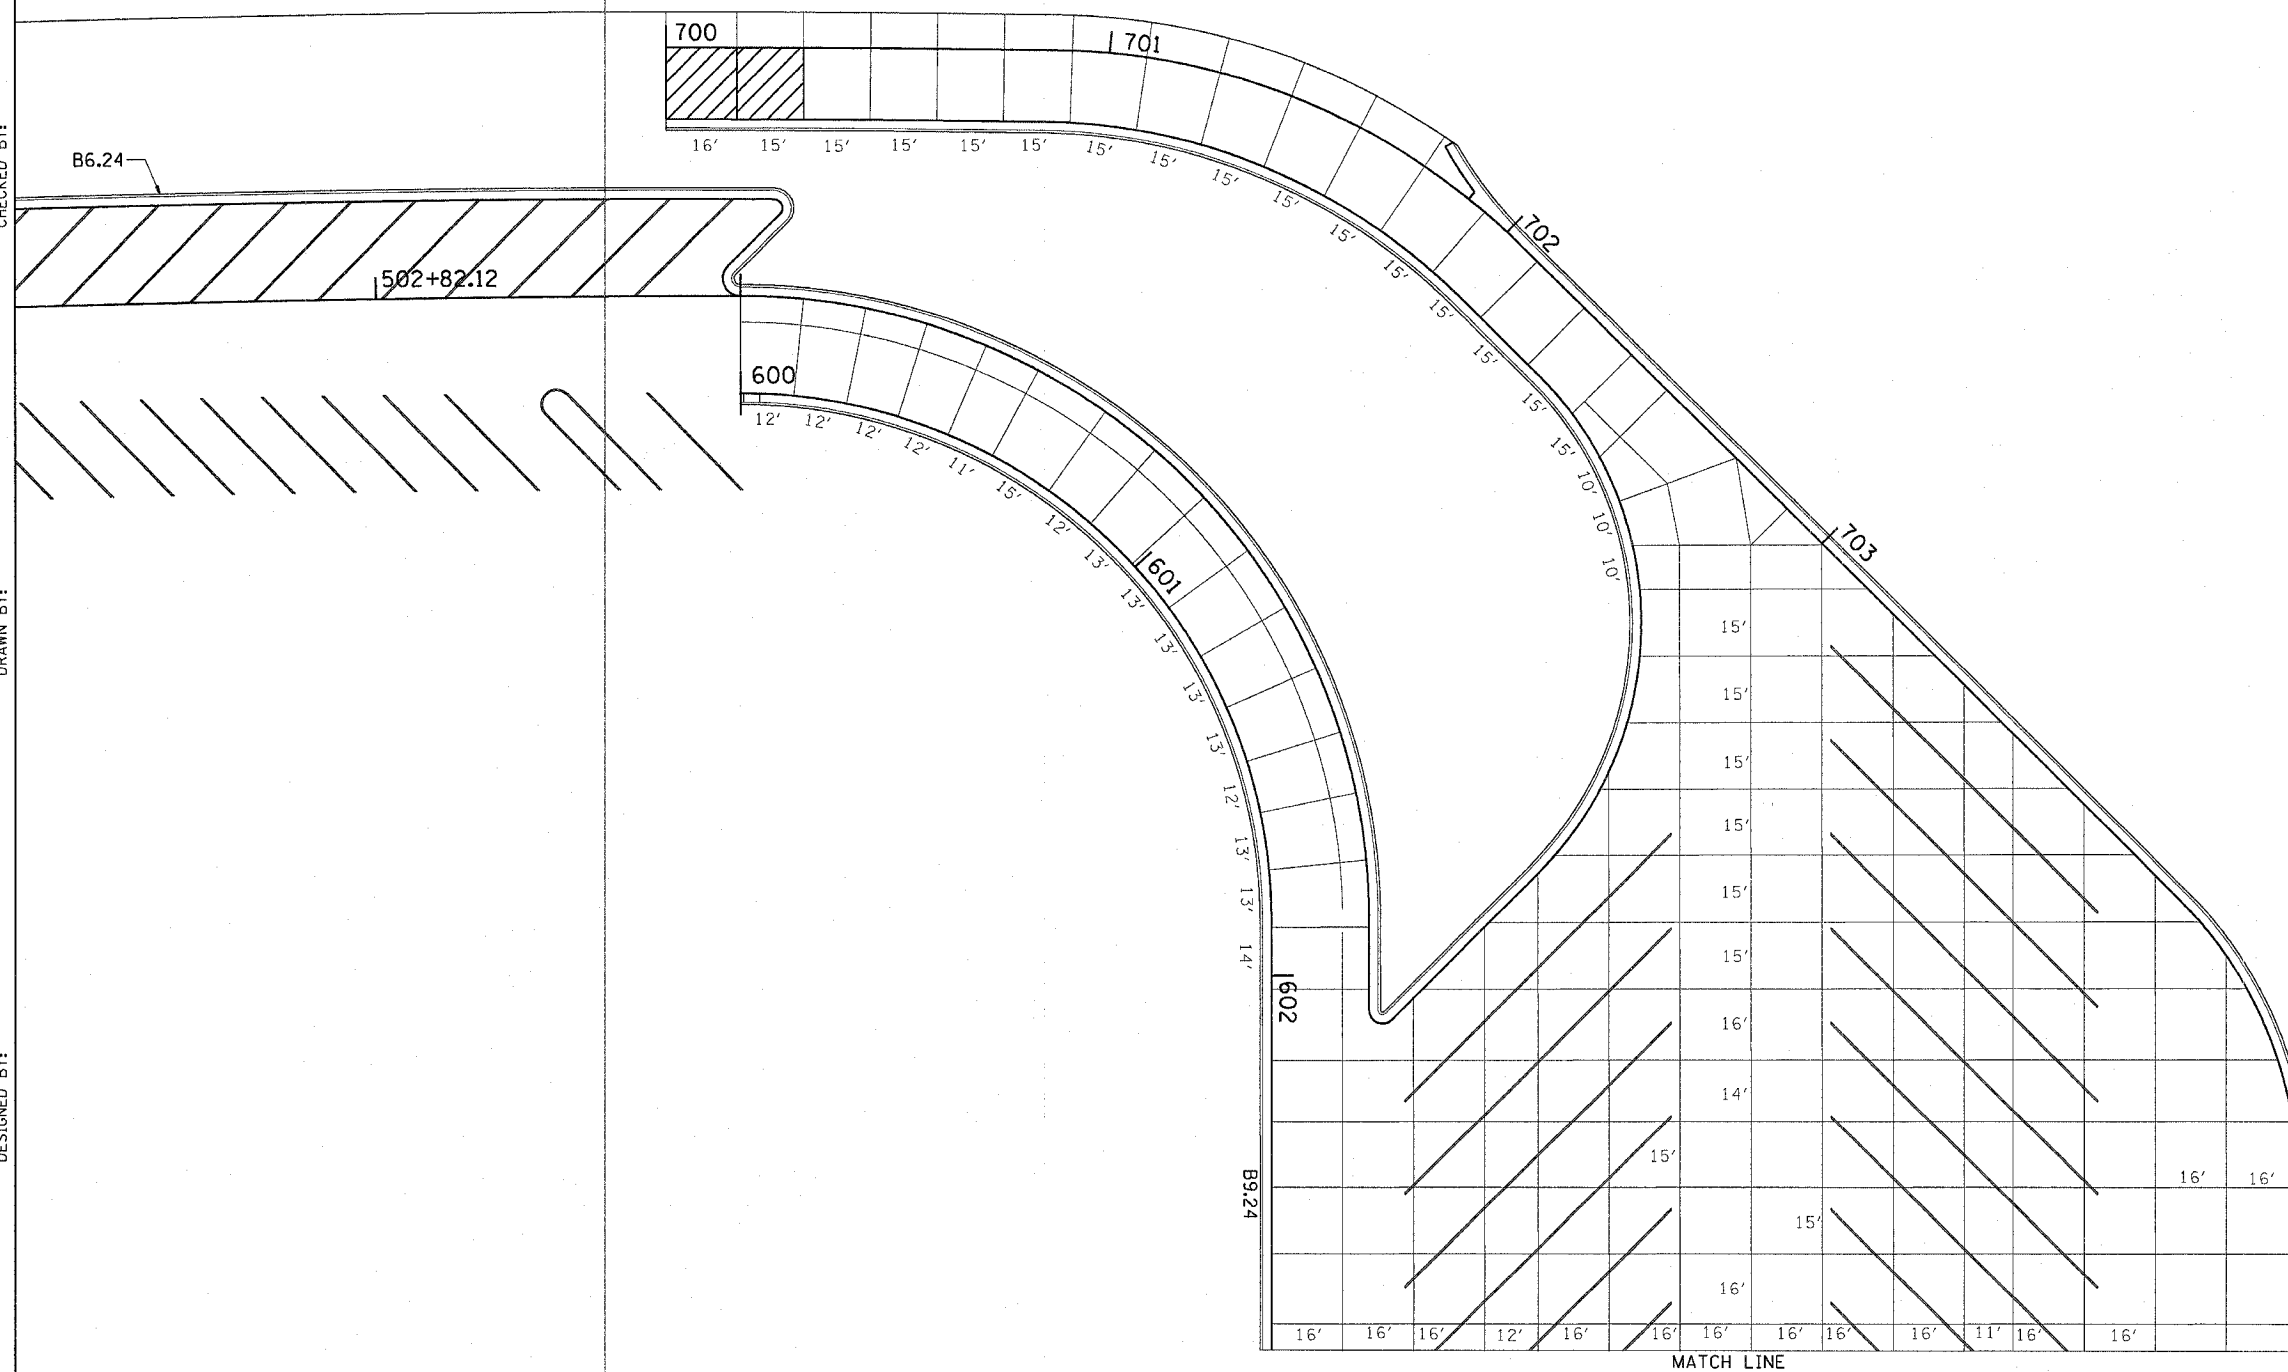 700
701
16' 15' 15' 15' 15' 15' 15' 15' 15' 15' 15' 15' 15' 15' 15' 15' 10' 10' 10'
B6.24
702
502+82.12
600
12' 12' 12' 12' 11' 15' 12' 13' 13' 13' 13' 13' 12' 13' 13' 14'
601
703
15'
15'
15'
15'
15'
15'
602
16'
14'
15'
B9.24
16' 16'
15'
16'
16' 16' 16' 12' 16' 16' 16' 16' 16' 16' 11' 16' 16'
MATCH LINE
CHECKED BY:
DRAWN BY:
DESIGNED BY: